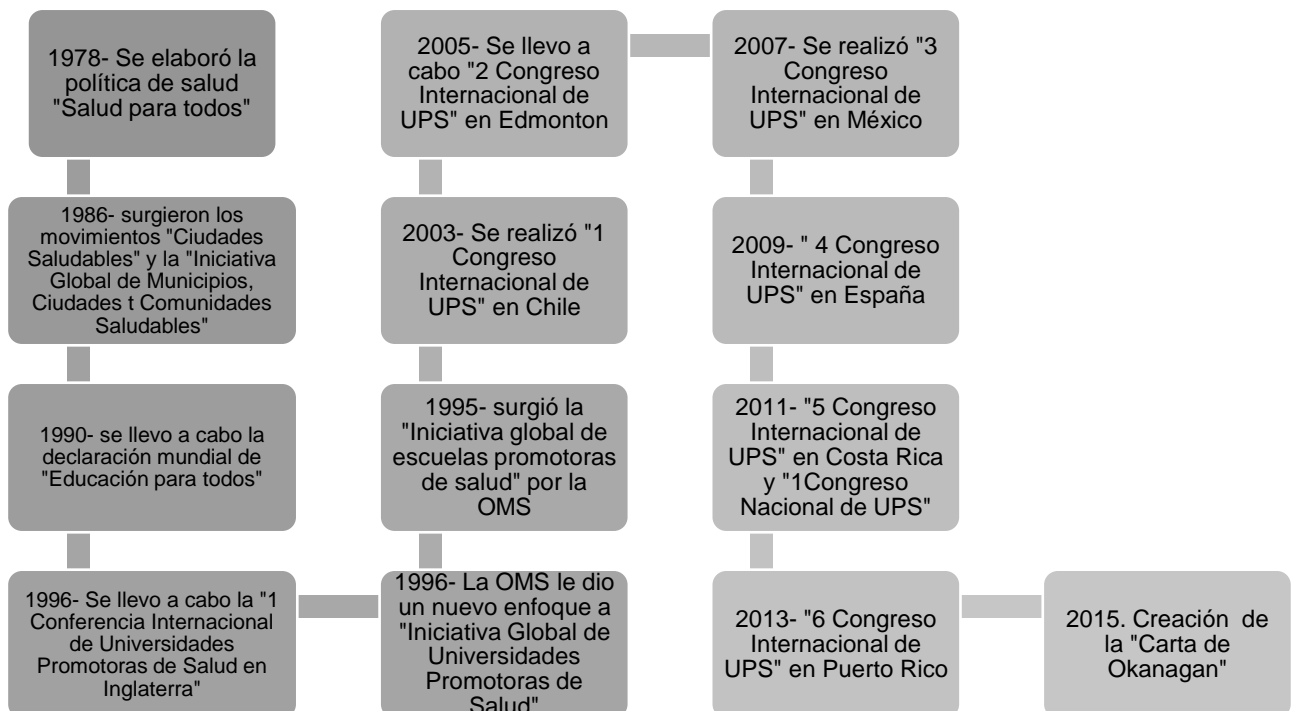 1978- Se elaboró la
política de salud
"Salud para todos"
1986- surgieron los
movimientos "Ciudades
Saludables" y la "Iniciativa
Global de Municipios,
Ciudades t Comunidades
Saludables"
1990- se llevo a cabo la
declaración mundial de
"Educación para todos"
1996- Se llevo a cabo la "1
Conferencia Internacional
de Universidades
Promotoras de Salud en
Inglaterra"
1996- La OMS le dio
un nuevo enfoque a
"Iniciativa Global de
Universidades
Promotoras de
Salud"
1995- surgió la
"Iniciativa global de
escuelas promotoras
de salud" por la
OMS
2003- Se realizó "1
Congreso
Internacional de
UPS" en Chile
2005- Se llevo a
cabo "2 Congreso
Internacional de
UPS" en Edmonton
2007- Se realizó "3
Congreso
Internacional de
UPS" en México
2009- " 4 Congreso
Internacional de
UPS" en España
2011- "5 Congreso
Internacional de
UPS" en Costa Rica
y "1Congreso
Nacional de UPS"
2013- "6 Congreso
Internacional de
UPS" en Puerto Rico
2015. Creación de
la "Carta de
Okanagan"